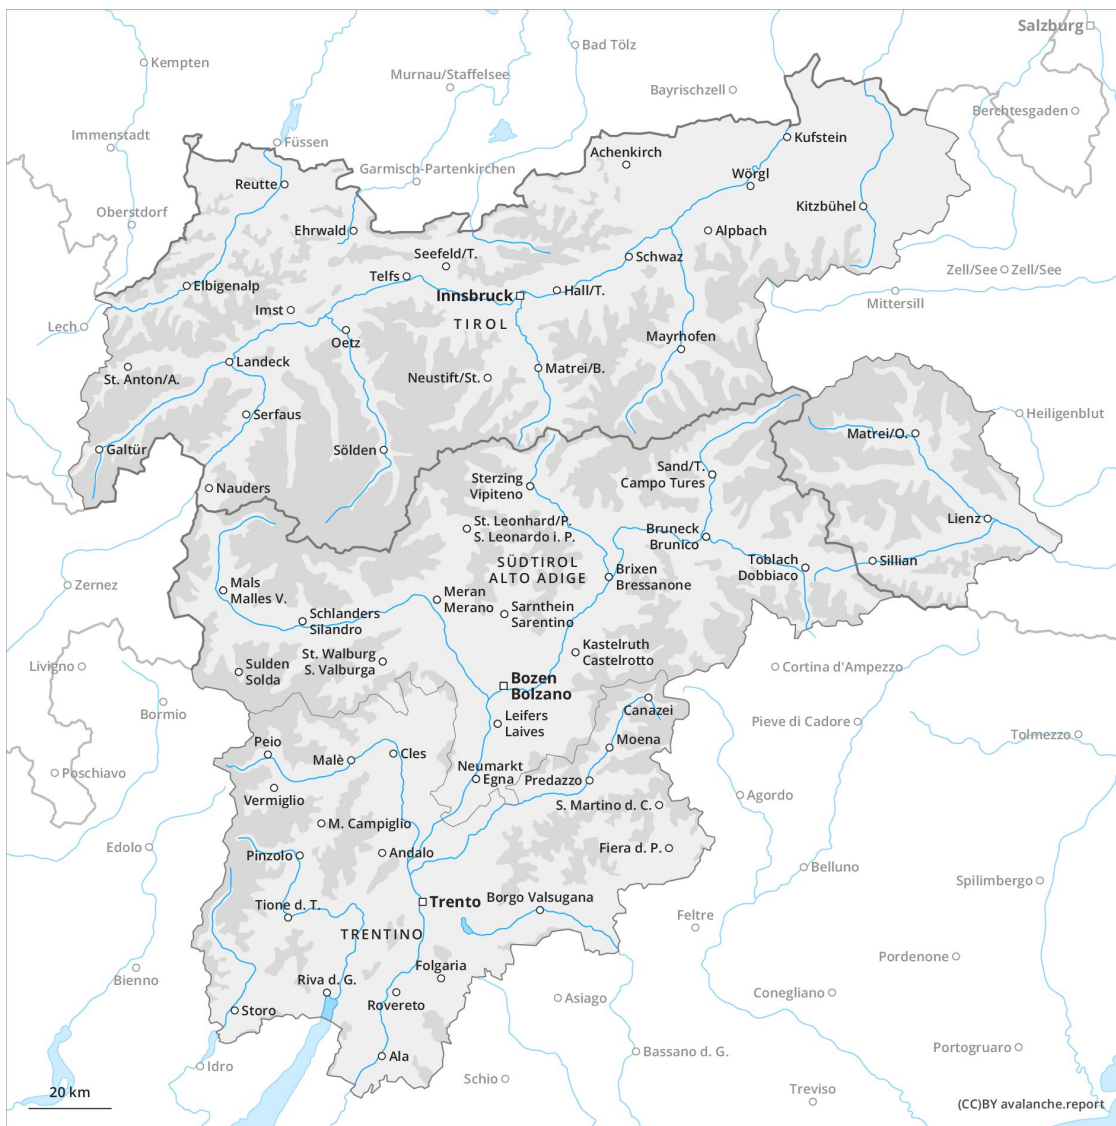 Salzburg
Bad Tölz
Kempten
Murnau/Staffelsee
Bayrischzell
Berchtesgaden
Immenstadt
Füssen
Kufstein
Achenkirch
Garmisch-Partenkirchen
Wörgl
Reutte
Kitzbühel
Oberstdorf
Ehrwald
Alpbach
Seefeld/T.
Schwaz
Zell/See
Zell/See
Telfs
Elbigenalp
Hall/T.
Innsbruck
Mittersill
Imst
TIROL
Lech
Oetz
Mayrhofen
Landeck
Matrei/B.
St. Anton/A.
Neustift/St.
Serfaus
Heiligenblut
Matrei/O.
Galtür
Sölden
Sand/T.
Campo Tures
Sterzing
Vipiteno
Nauders
Lienz
St. Leonhard/P.
S. Leonardo i. P.
Bruneck
Brunico
SÜDTIROL
ALTO ADIGE
Toblach
Dobbiaco
Sillian
Brixen
Bressanone
Zernez
Mals
Malles V.
Meran
Merano
Schlanders
Silandro
Sarnthein
Sarentino
Kastelruth
Castelrotto
St. Walburg
S. Valburga
Livigno
Sulden
Solda
Cortina d'Ampezzo
Bozen
Bolzano
Canazei
Bormio
Leifers
Laives
Pieve di Cadore
Tolmezzo
Peio
Malè
Cles
Moena
Poschiavo
Neumarkt
Egna
Predazzo
Vermiglio
Agordo
S. Martino d. C.
M. Campiglio
Edolo
Pinzolo
Andalo
Fiera d. P.
Belluno
Spilimbergo
Tione d. T.
Trento
Borgo Valsugana
Feltre
TRENTINO
Pordenone
Folgaria
Bienno
Riva d. G.
Rovereto
Asiago
Conegliano
Storo
Portogruaro
Ala
Bassano d. G.
Idro
Schio
Treviso
20 km
(CC)BY avalanche.report